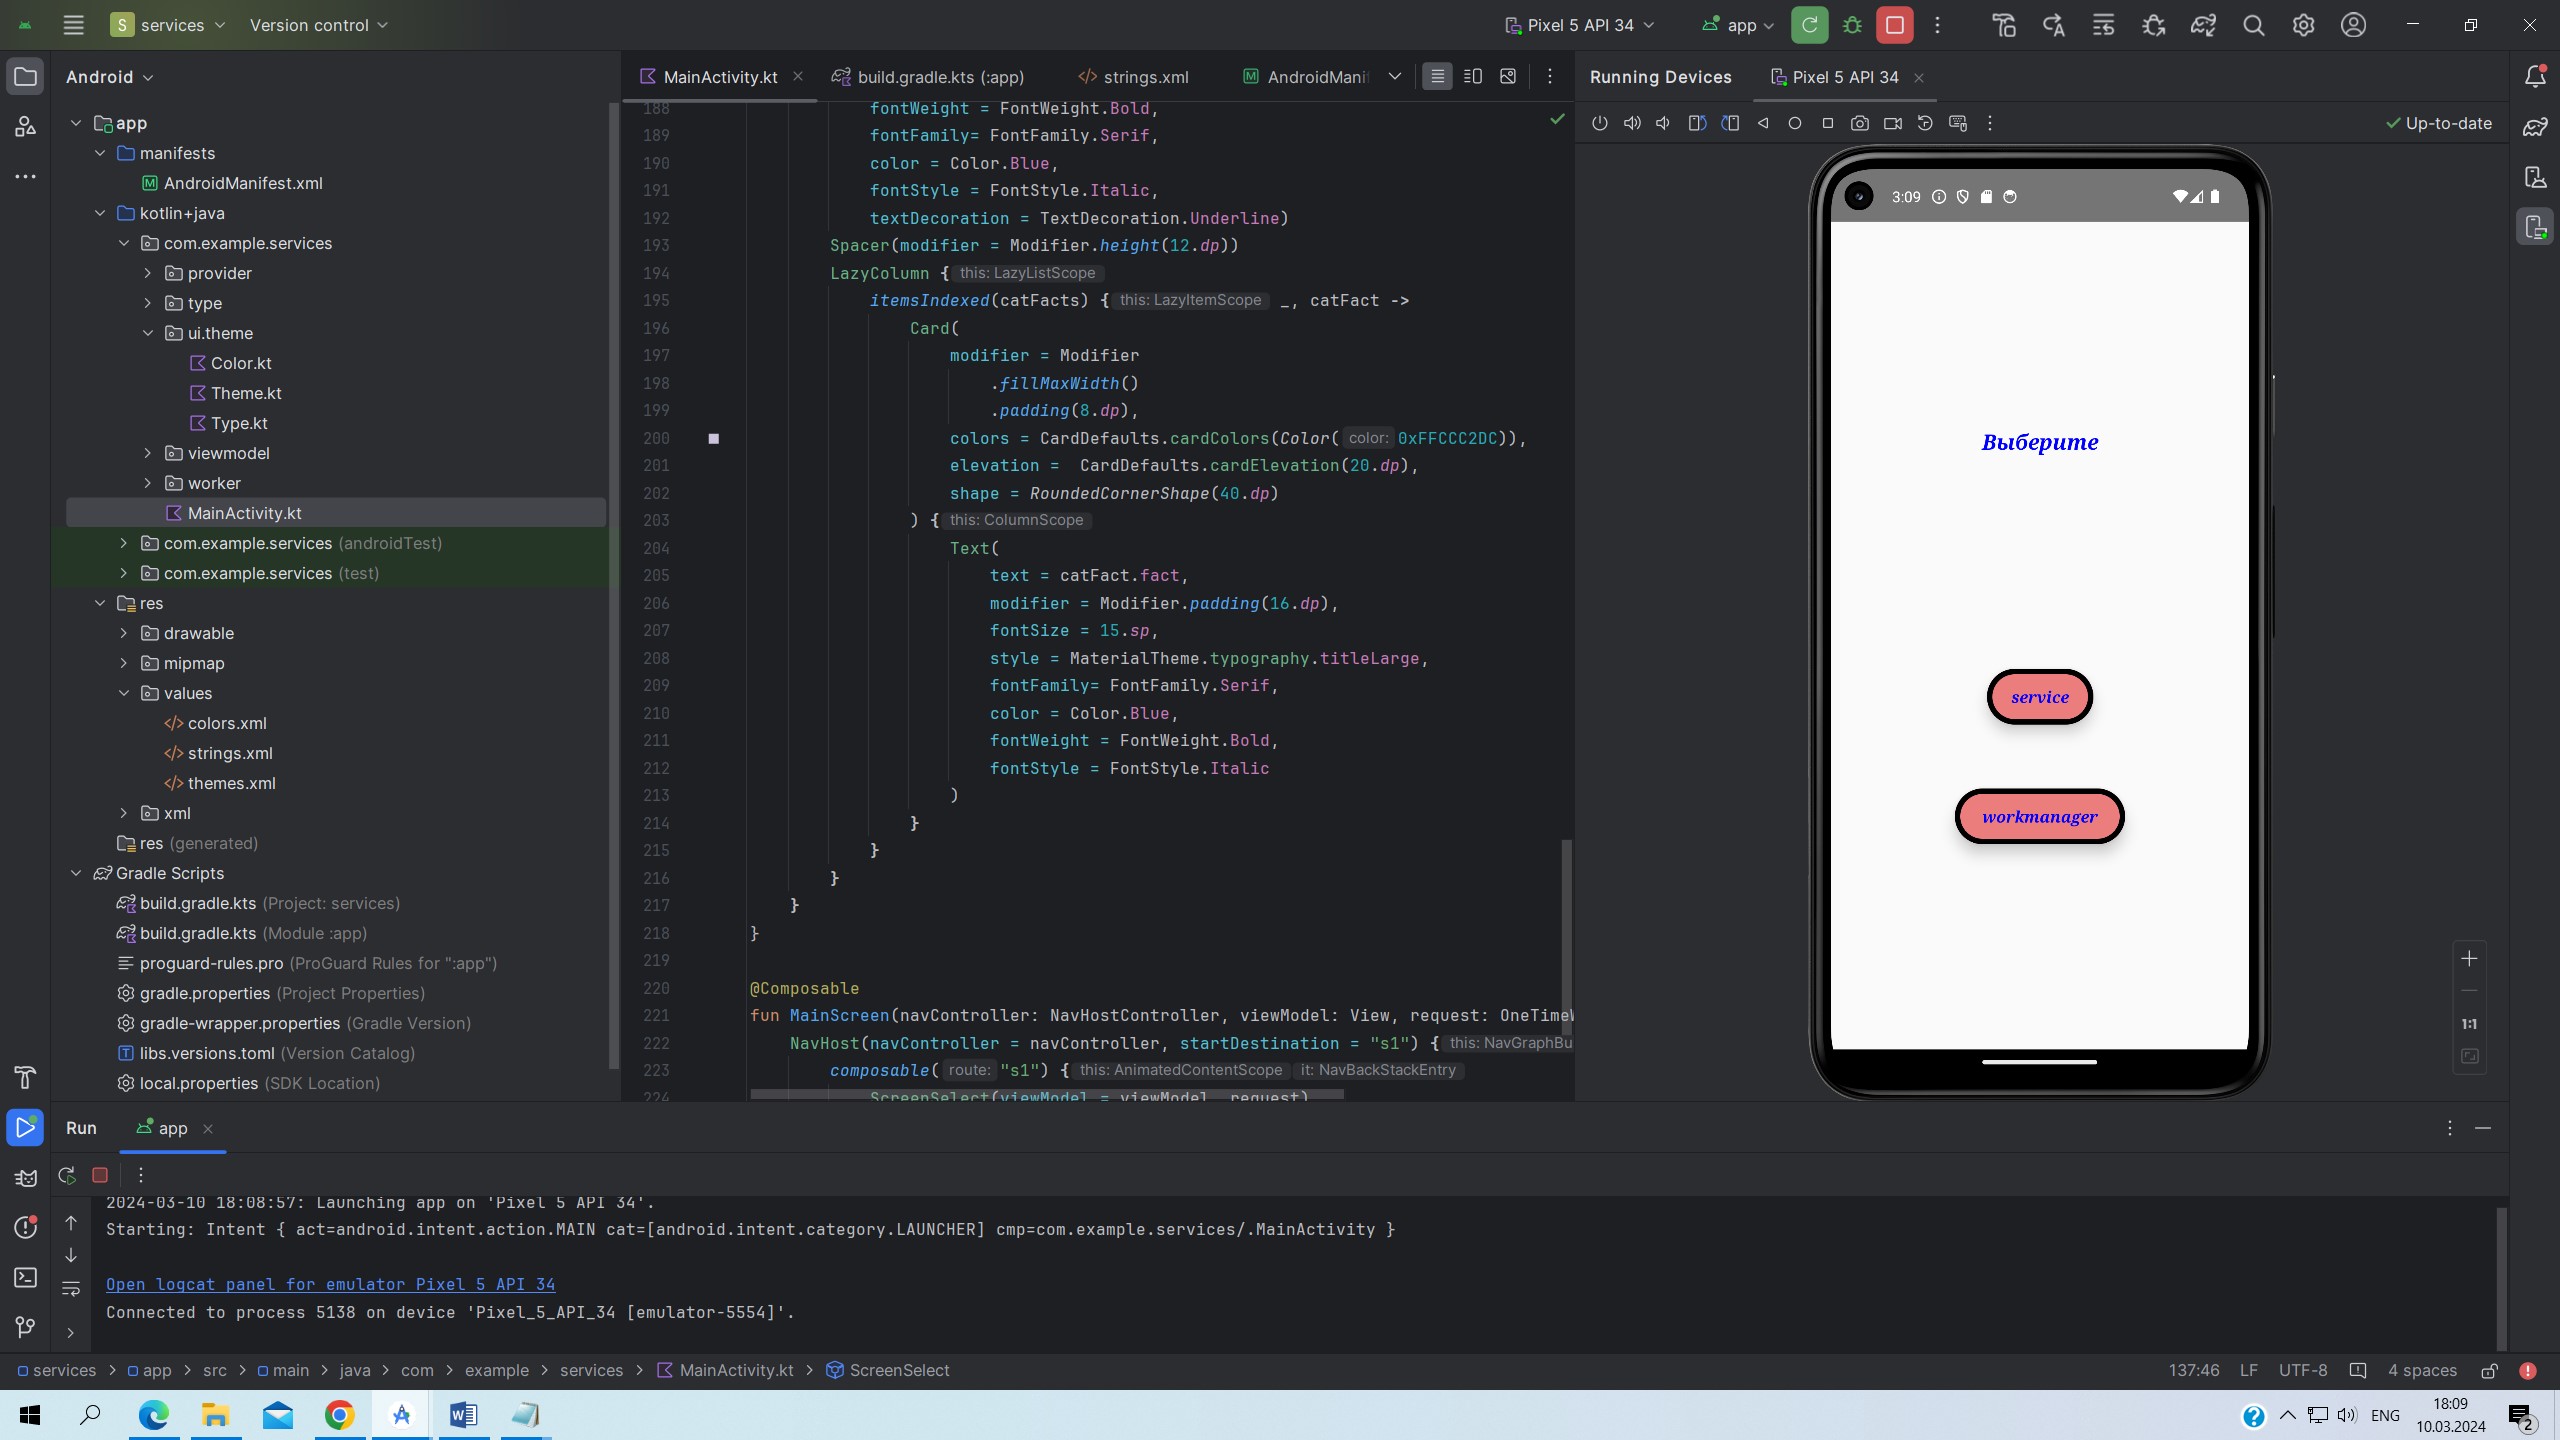 S services Version control Pixel 5 API 34 app
Android
app
manifests
AndroidManifest.xml
kotlin+java
com.example.services
provider
type
ui.theme
Color.kt
Theme.kt
Type.kt
viewmodel
worker
MainActivity.kt
com.example.services (androidTest)
com.example.services (test)
res
drawable
mipmap
values
colors.xml
strings.xml
themes.xml
xml
res (generated)
Gradle Scripts
build.gradle.kts (Project: services)
build.gradle.kts (Module :app)
proguard-rules.pro (ProGuard Rules for ":app")
gradle.properties (Project Properties)
gradle-wrapper.properties (Gradle Version)
libs.versions.toml (Version Catalog)
local.properties (SDK Location)
MainActivity.kt build.gradle.kts (:app) strings.xml AndroidMani
188 fontWeight = FontWeight.Bold,
189 fontFamily= FontFamily.Serif,
190 color = Color.Blue,
191 fontStyle = FontStyle.Italic,
192 textDecoration = TextDecoration.Underline)
193 Spacer(modifier = Modifier.height(12.dp))
194 LazyColumn { this: LazyListScope
195 itemsIndexed(catFacts) { this: LazyItemScope _, catFact ->
196 Card(
197 modifier = Modifier
198 .fillMaxWidth()
199 .padding(8.dp),
200 colors = CardDefaults.cardColors(Color( color: 0xFFCCC2DC)),
201 elevation =  CardDefaults.cardElevation(20.dp),
202 shape = RoundedCornerShape(40.dp)
203 ) { this: ColumnScope
204 Text(
205 text = catFact.fact,
206 modifier = Modifier.padding(16.dp),
207 fontSize = 15.sp,
208 style = MaterialTheme.typography.titleLarge,
209 fontFamily= FontFamily.Serif,
210 color = Color.Blue,
211 fontWeight = FontWeight.Bold,
212 fontStyle = FontStyle.Italic
213 )
214 }
215 }
216 }
217 }
218 }
219
220 @Composable
221 fun MainScreen(navController: NavHostController, viewModel: View, request: OneTimeW
222 NavHost(navController = navController, startDestination = "s1") { this: NavGraphBu
223 composable( route: "s1") { this: AnimatedContentScope it: NavBackStackEntry
224 ScreenSelect(viewModel = viewModel, request)
Running Devices Pixel 5 API 34
Up-to-date
3:09
Выберите
service
workmanager
1:1
Run app
2024-03-10 18:08:57: Launching app on 'Pixel 5 API 34'.
Starting: Intent { act=android.intent.action.MAIN cat=[android.intent.category.LAUNCHER] cmp=com.example.services/.MainActivity }
Open logcat panel for emulator Pixel 5 API 34
Connected to process 5138 on device 'Pixel_5_API_34 [emulator-5554]'.
services > app > src > main > java > com > example > services > MainActivity.kt > ScreenSelect 137:46 LF UTF-8 4 spaces
ENG 18:09
10.03.2024
2